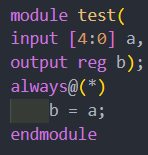 module test(
input [4:0] a,
output reg b);
always@(*)
    b = a;
endmodule